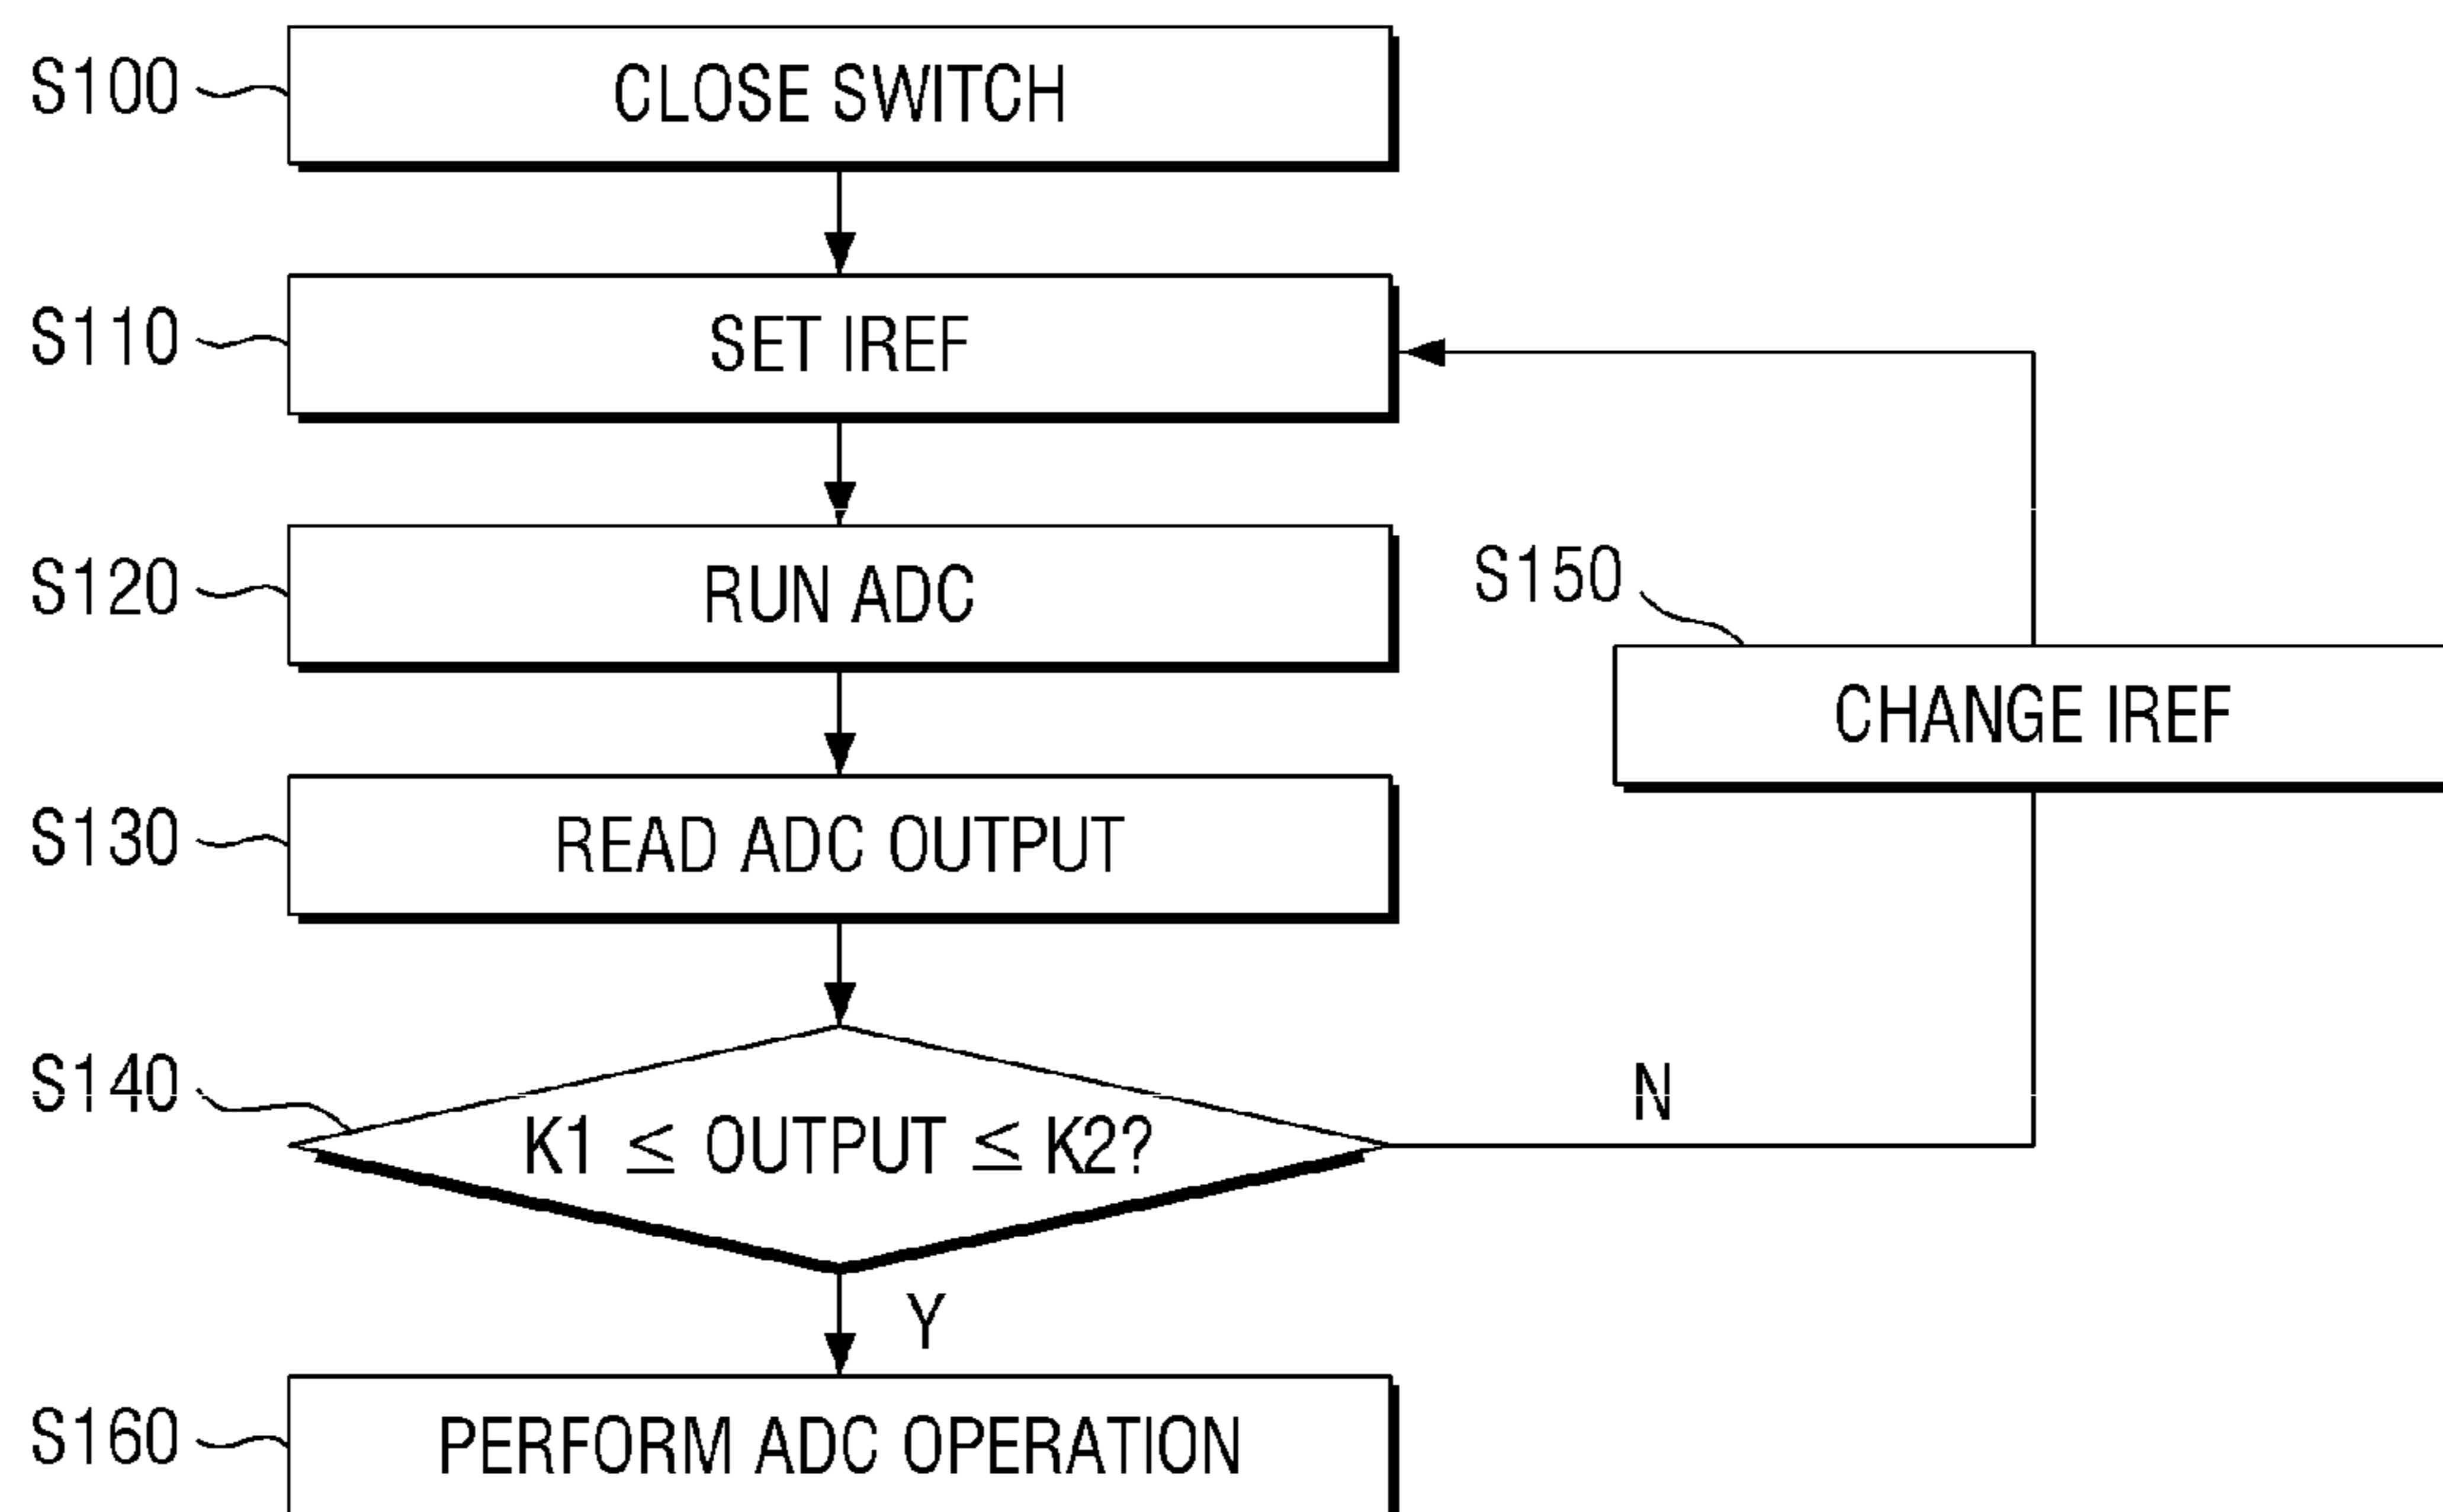 S100
CLOSE SWITCH
S110
SET IREF
S120
RUN ADC
S150
CHANGE IREF
S130
READ ADC OUTPUT
S140
K1 ≤ OUTPUT ≤ K2?
N
Y
S160
PERFORM ADC OPERATION